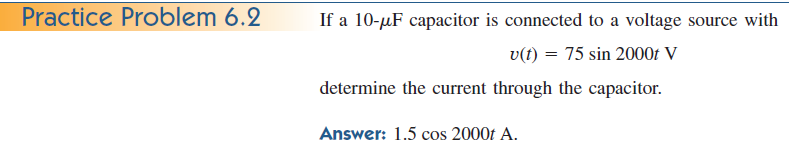 Practice Problem 6.2
If a 10-μF capacitor is connected to a voltage source with
v(t) = 75 sin 2000t V
determine the current through the capacitor.
Answer: 1.5 cos 2000t A.